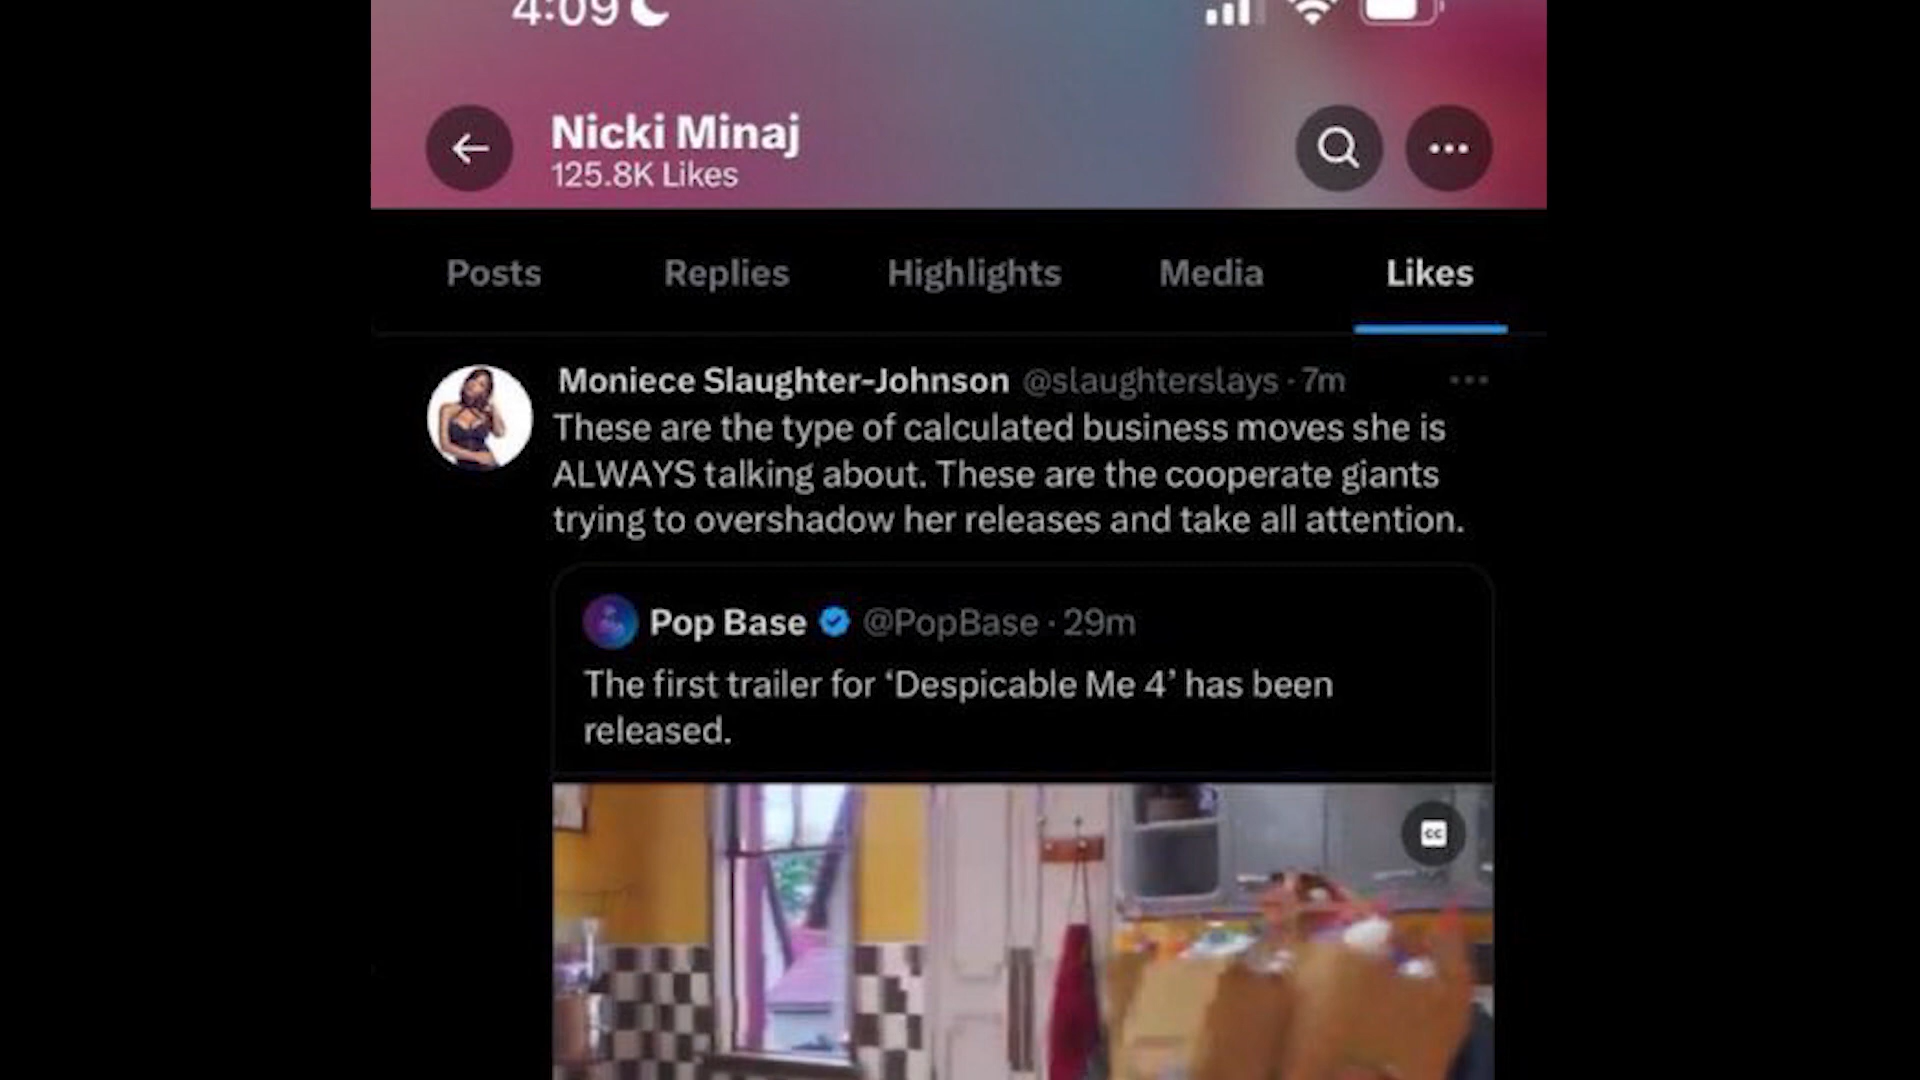 4:09
Nicki Minaj
125.8K Likes
Posts Replies Highlights Media Likes
Moniece Slaughter-Johnson @slaughterslays · 7m
These are the type of calculated business moves she is
ALWAYS talking about. These are the cooperate giants
trying to overshadow her releases and take all attention.
Pop Base @PopBase · 29m
The first trailer for ‘Despicable Me 4’ has been
released.
cc